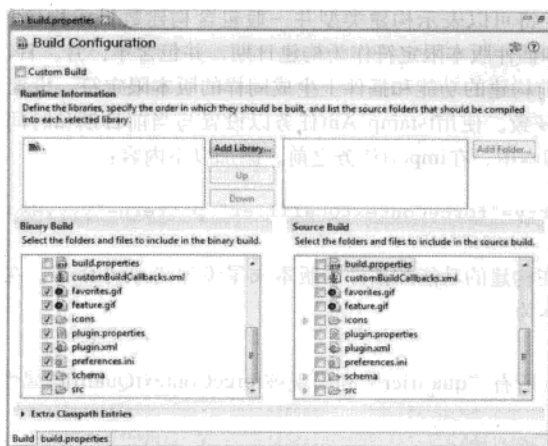 build.properties
Build Configuration
Custom Build
Runtime Information
Define the libraries, specify the order in which they should be built, and list the source folders that should be compiled
into each selected library.
.
Add Library...
Add Folder...
Up
Down
Binary Build
Select the folders and files to include in the binary build.
build.properties
customBuildCallbacks.xml
favorites.gif
feature.gif
icons
plugin.properties
plugin.xml
preferences.ini
schema
src
Source Build
Select the folders and files to include in the source build.
build.properties
customBuildCallbacks.xml
favorites.gif
feature.gif
icons
plugin.properties
plugin.xml
preferences.ini
schema
src
Extra Classpath Entries
Build build.properties